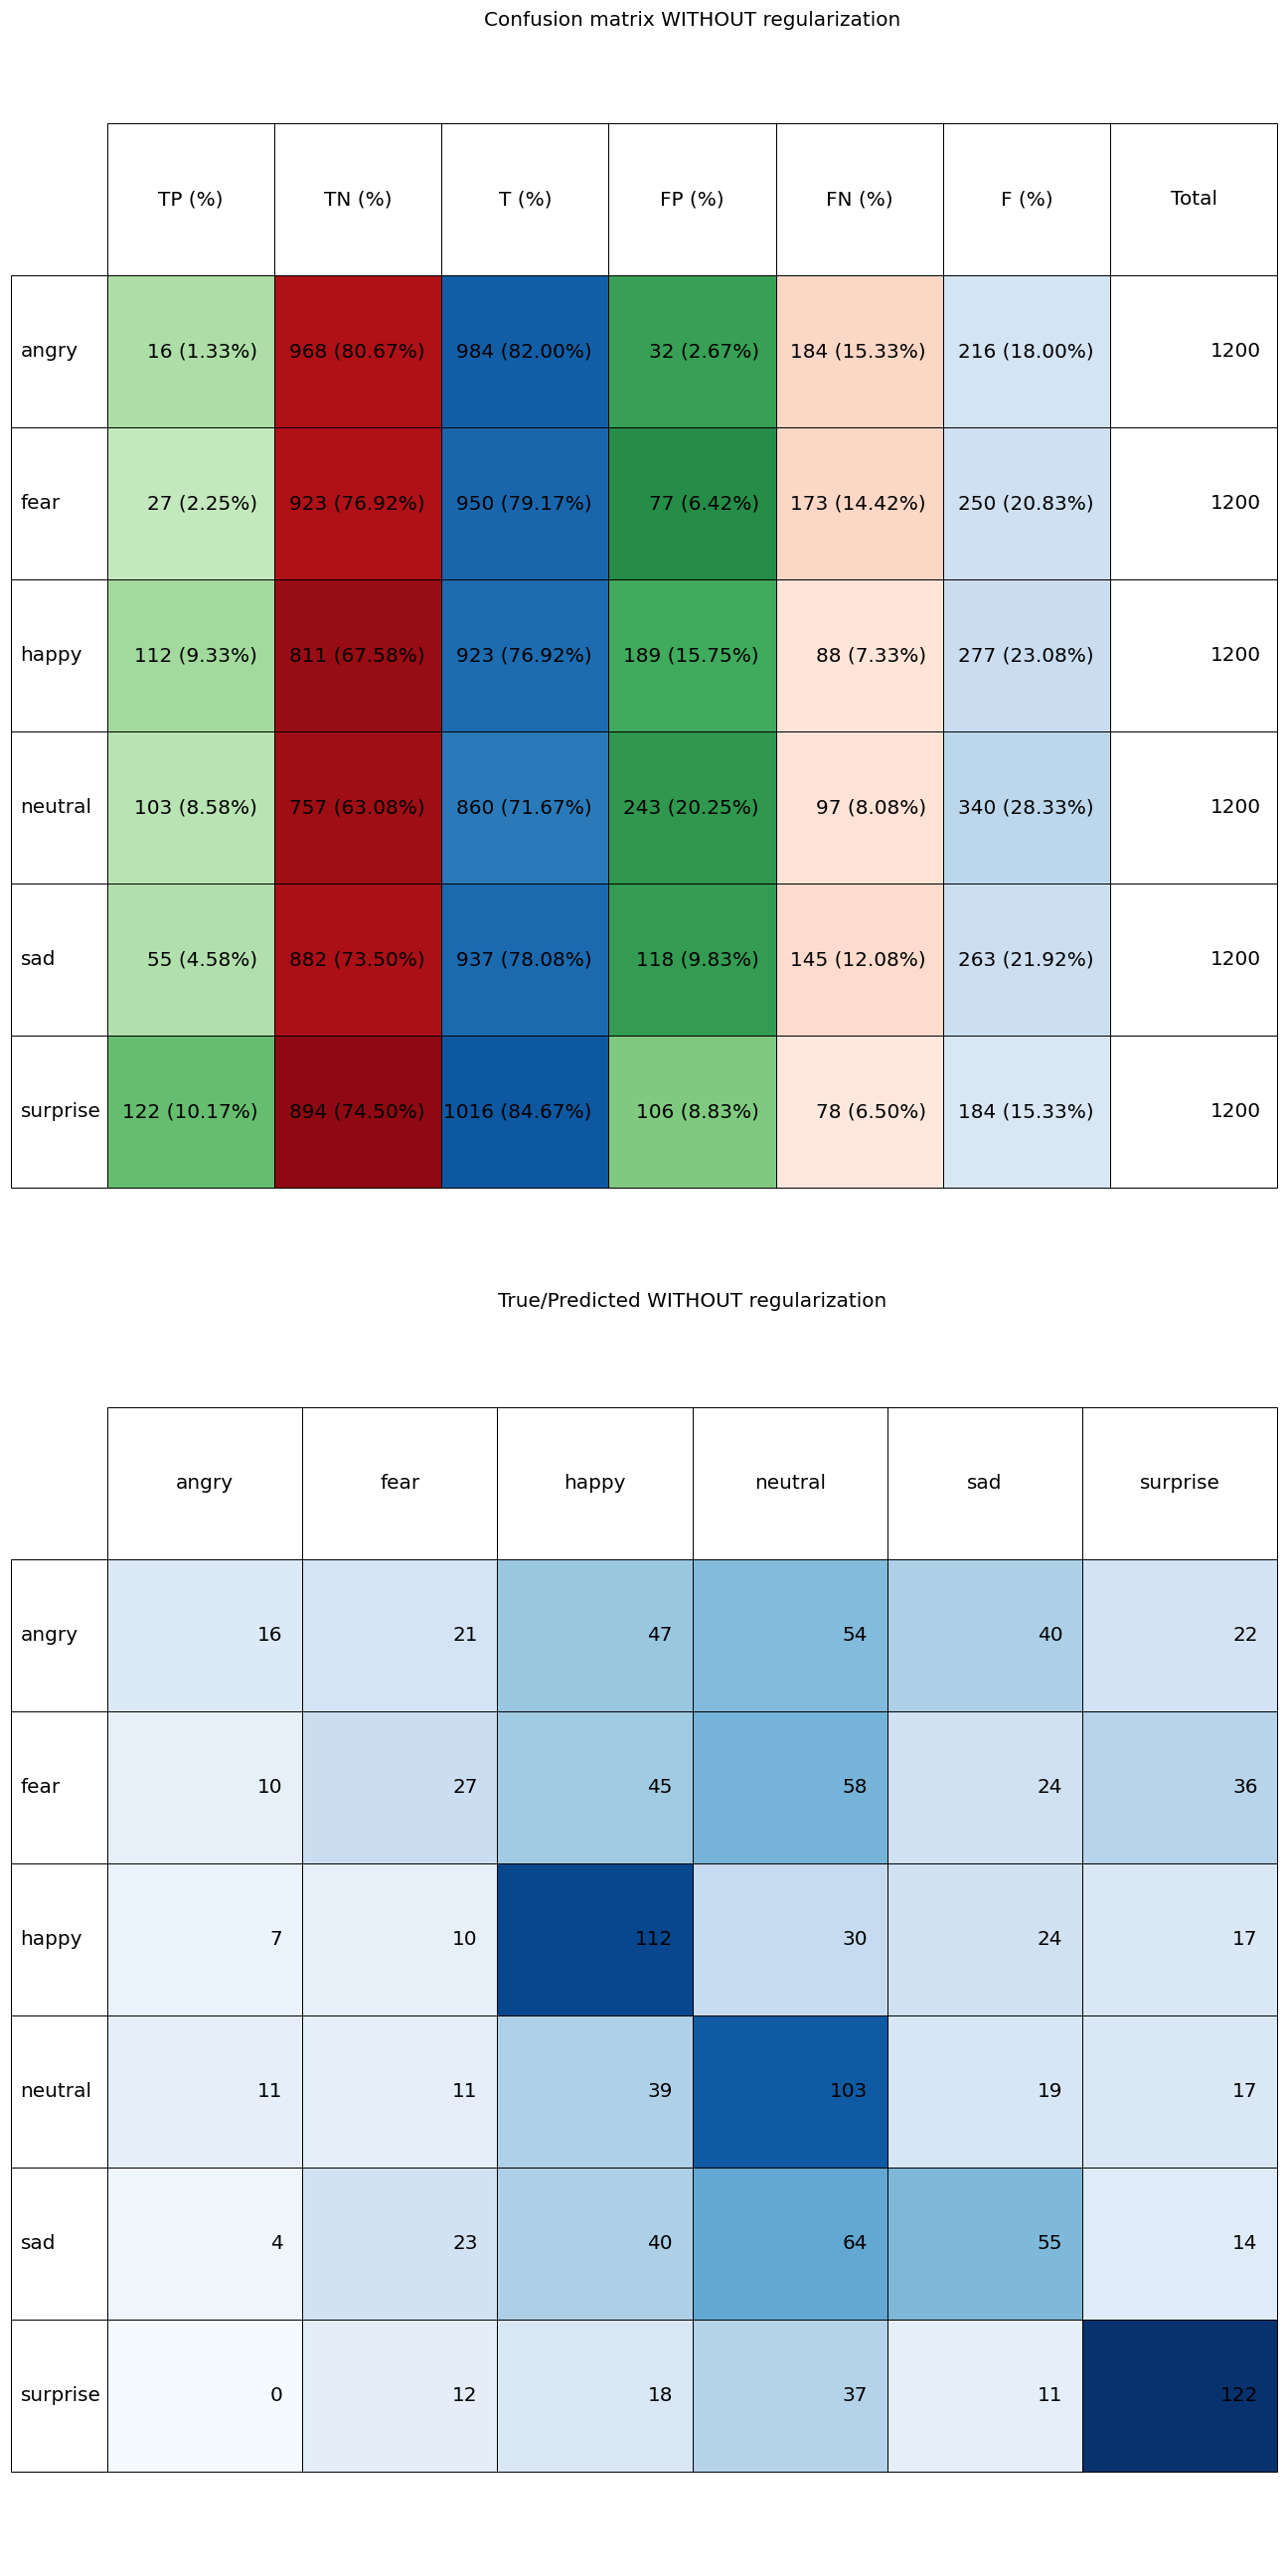 Confusion matrix WITHOUT regularization
TP (%) TN (%) T (%) FP (%) FN (%) F (%) Total
angry 16 (1.33%) 968 (80.67%) 984 (82.00%) 32 (2.67%) 184 (15.33%) 216 (18.00%) 1200
fear 27 (2.25%) 923 (76.92%) 950 (79.17%) 77 (6.42%) 173 (14.42%) 250 (20.83%) 1200
happy 112 (9.33%) 811 (67.58%) 923 (76.92%) 189 (15.75%) 88 (7.33%) 277 (23.08%) 1200
neutral 103 (8.58%) 757 (63.08%) 860 (71.67%) 243 (20.25%) 97 (8.08%) 340 (28.33%) 1200
sad 55 (4.58%) 882 (73.50%) 937 (78.08%) 118 (9.83%) 145 (12.08%) 263 (21.92%) 1200
surprise 122 (10.17%) 894 (74.50%) 1016 (84.67%) 106 (8.83%) 78 (6.50%) 184 (15.33%) 1200
True/Predicted WITHOUT regularization
angry fear happy neutral sad surprise
angry 16 21 47 54 40 22
fear 10 27 45 58 24 36
happy 7 10 112 30 24 17
neutral 11 11 39 103 19 17
sad 4 23 40 64 55 14
surprise 0 12 18 37 11 122